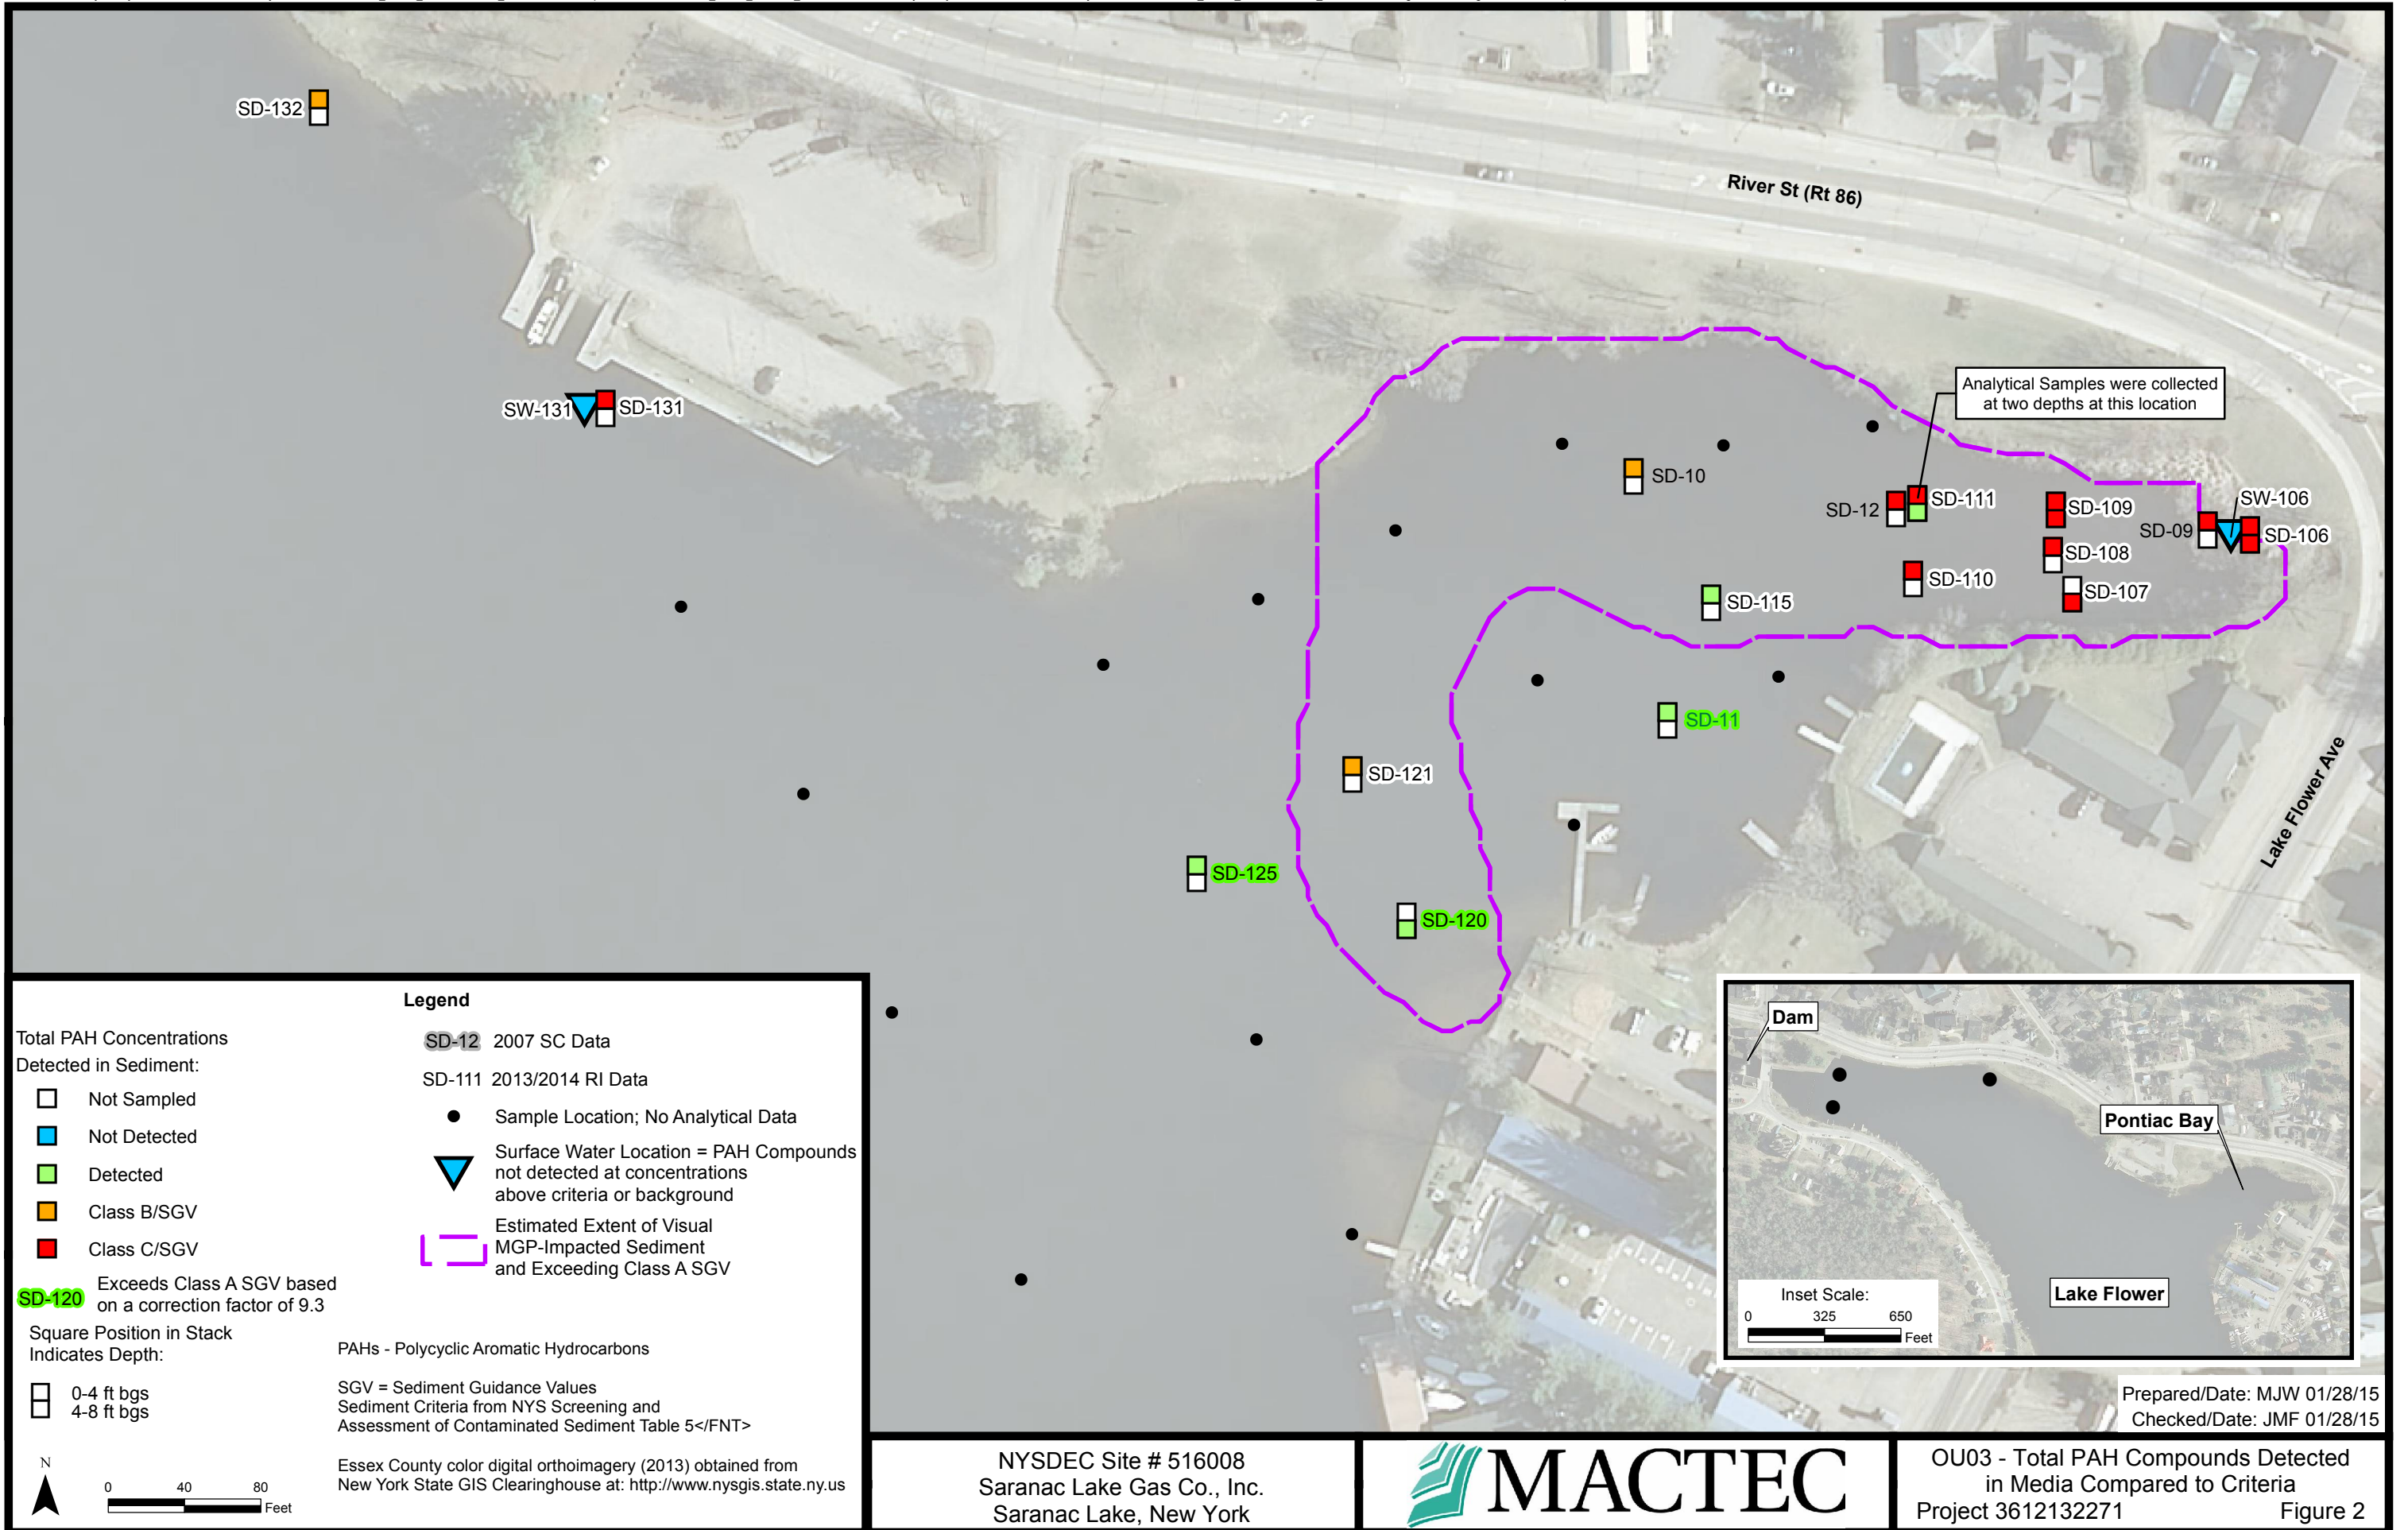 SD-132
River St (Rt 86)
SW-131
SD-131
Analytical Samples were collected
at two depths at this location
SD-10
SD-12
SD-111
SD-109
SW-106
SD-09
SD-106
SD-108
SD-110
SD-107
SD-115
SD-11
SD-121
SD-125
SD-120
Lake Flower Ave
Legend
Total PAH Concentrations
Detected in Sediment:
Not Sampled
Not Detected
Detected
Class B/SGV
Class C/SGV
SD-120 Exceeds Class A SGV based
on a correction factor of 9.3
Square Position in Stack
Indicates Depth:
0-4 ft bgs
4-8 ft bgs
N
0 40 80
Feet
SD-12 2007 SC Data
SD-111 2013/2014 RI Data
Sample Location; No Analytical Data
Surface Water Location = PAH Compounds
not detected at concentrations
above criteria or background
Estimated Extent of Visual
MGP-Impacted Sediment
and Exceeding Class A SGV
PAHs - Polycyclic Aromatic Hydrocarbons
SGV = Sediment Guidance Values
Sediment Criteria from NYS Screening and
Assessment of Contaminated Sediment Table 5</FNT>
Essex County color digital orthoimagery (2013) obtained from
New York State GIS Clearinghouse at: http://www.nysgis.state.ny.us
Dam
Pontiac Bay
Lake Flower
Inset Scale:
0 325 650
Feet
Prepared/Date: MJW 01/28/15
Checked/Date: JMF 01/28/15
NYSDEC Site # 516008
Saranac Lake Gas Co., Inc.
Saranac Lake, New York
MACTEC
OU03 - Total PAH Compounds Detected
in Media Compared to Criteria
Project 3612132271 Figure 2